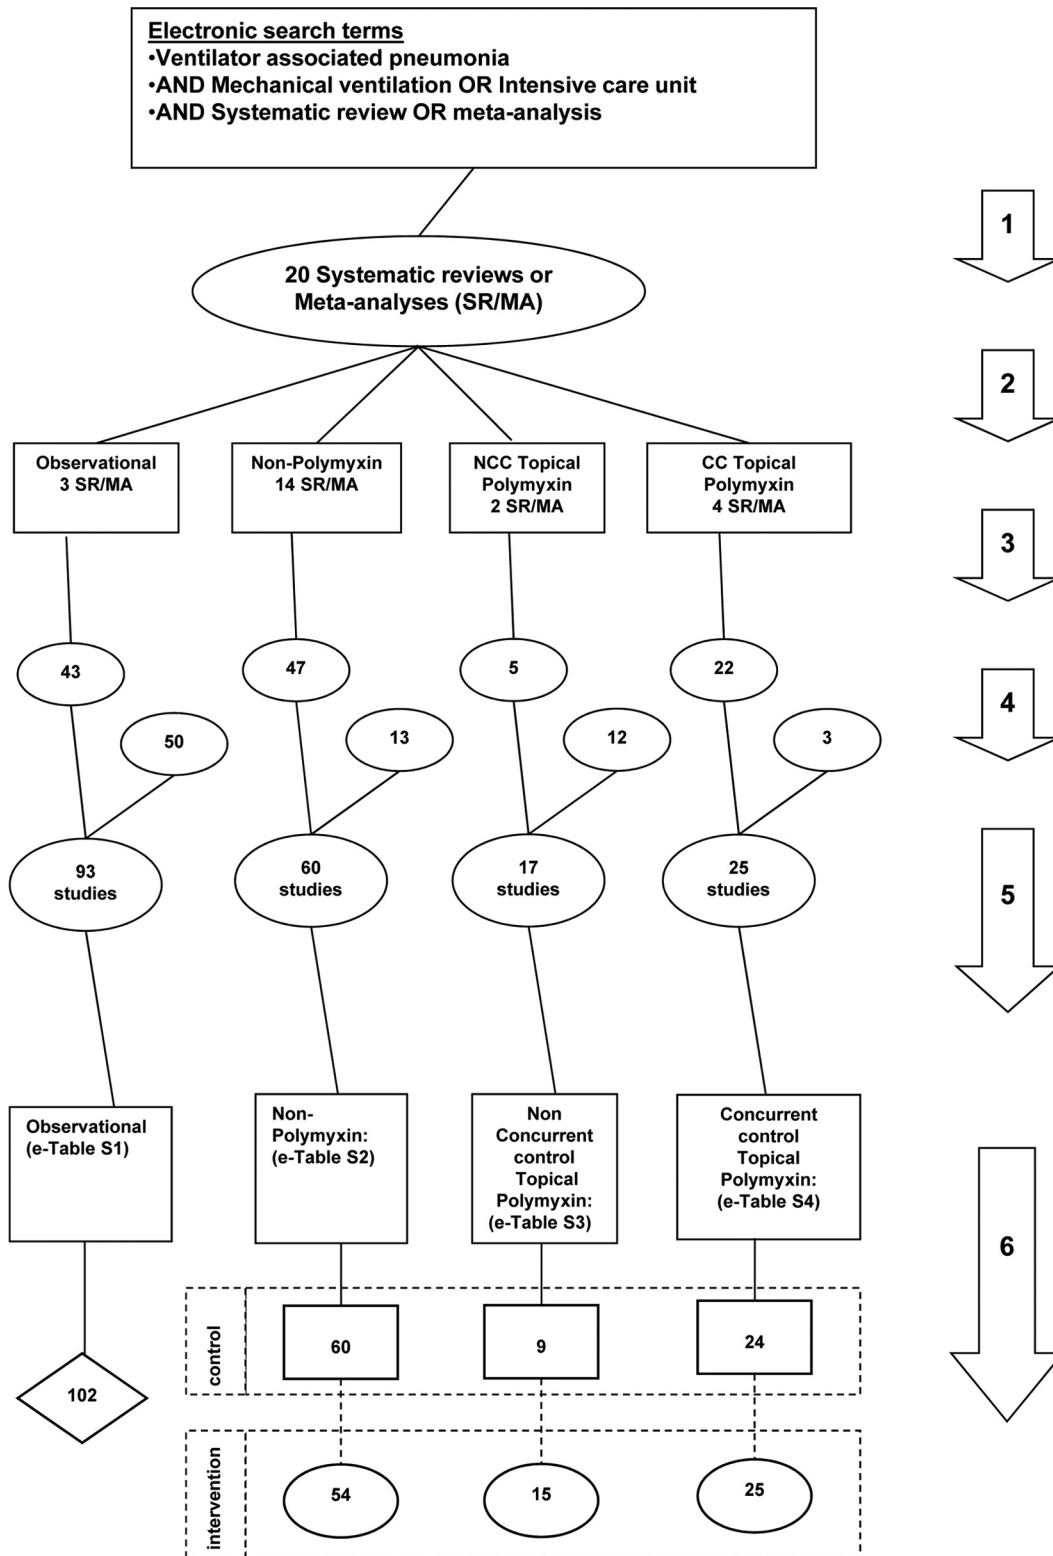 Electronic search terms
•Ventilator associated pneumonia
•AND Mechanical ventilation OR Intensive care unit
•AND Systematic review OR meta-analysis
1
20 Systematic reviews or
Meta-analyses (SR/MA)
2
Observational
3 SR/MA
Non-Polymyxin
14 SR/MA
NCC Topical
Polymyxin
2 SR/MA
CC Topical
Polymyxin
4 SR/MA
3
43
47
5
22
4
50
13
12
3
93
studies
60
studies
17
studies
25
studies
5
Observational
(e-Table S1)
Non-
Polymyxin:
(e-Table S2)
Non
Concurrent
control
Topical
Polymyxin:
(e-Table S3)
Concurrent
control
Topical
Polymyxin:
(e-Table S4)
6
control
60
9
24
102
intervention
54
15
25